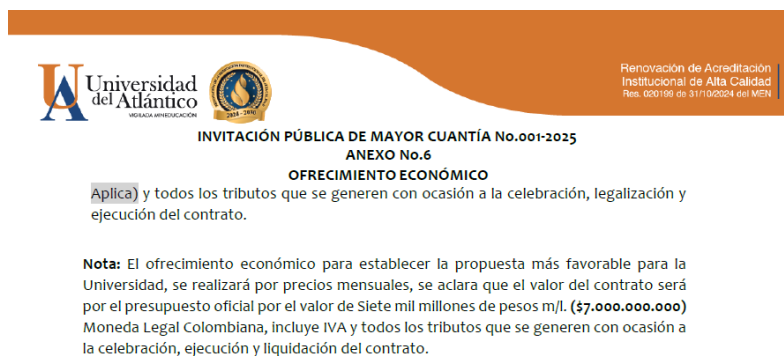 Renovación de Acreditación
Institucional de Alta Calidad
Res. 020199 de 31/10/2024 del MEN
Universidad
del Atlántico
VIGILADA MINEDUCACIÓN
2024 - 2030
INVITACIÓN PÚBLICA DE MAYOR CUANTÍA No.001-2025
ANEXO No.6
OFRECIMIENTO ECONÓMICO
Aplica) y todos los tributos que se generen con ocasión a la celebración, legalización y
ejecución del contrato.
Nota: El ofrecimiento económico para establecer la propuesta más favorable para la
Universidad, se realizará por precios mensuales, se aclara que el valor del contrato será
por el presupuesto oficial por el valor de Siete mil millones de pesos m/l. ($7.000.000.000)
Moneda Legal Colombiana, incluye IVA y todos los tributos que se generen con ocasión a
la celebración, ejecución y liquidación del contrato.